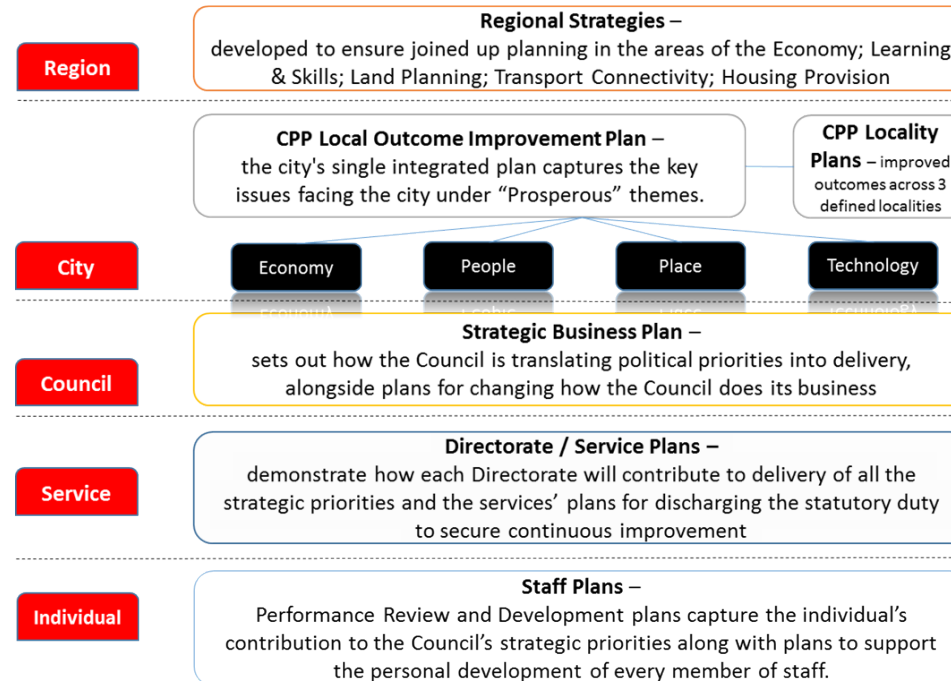 Region
Regional Strategies –
developed to ensure joined up planning in the areas of the Economy; Learning
& Skills; Land Planning; Transport Connectivity; Housing Provision
CPP Local Outcome Improvement Plan –
the city's single integrated plan captures the key
issues facing the city under “Prosperous” themes.
CPP Locality
Plans – improved
outcomes across 3
defined localities
City
Economy
People
Place
Technology
Council
Strategic Business Plan –
sets out how the Council is translating political priorities into delivery,
alongside plans for changing how the Council does its business
Service
Directorate / Service Plans –
demonstrate how each Directorate will contribute to delivery of all the
strategic priorities and the services’ plans for discharging the statutory duty
to secure continuous improvement
Individual
Staff Plans –
Performance Review and Development plans capture the individual’s
contribution to the Council’s strategic priorities along with plans to support
the personal development of every member of staff.